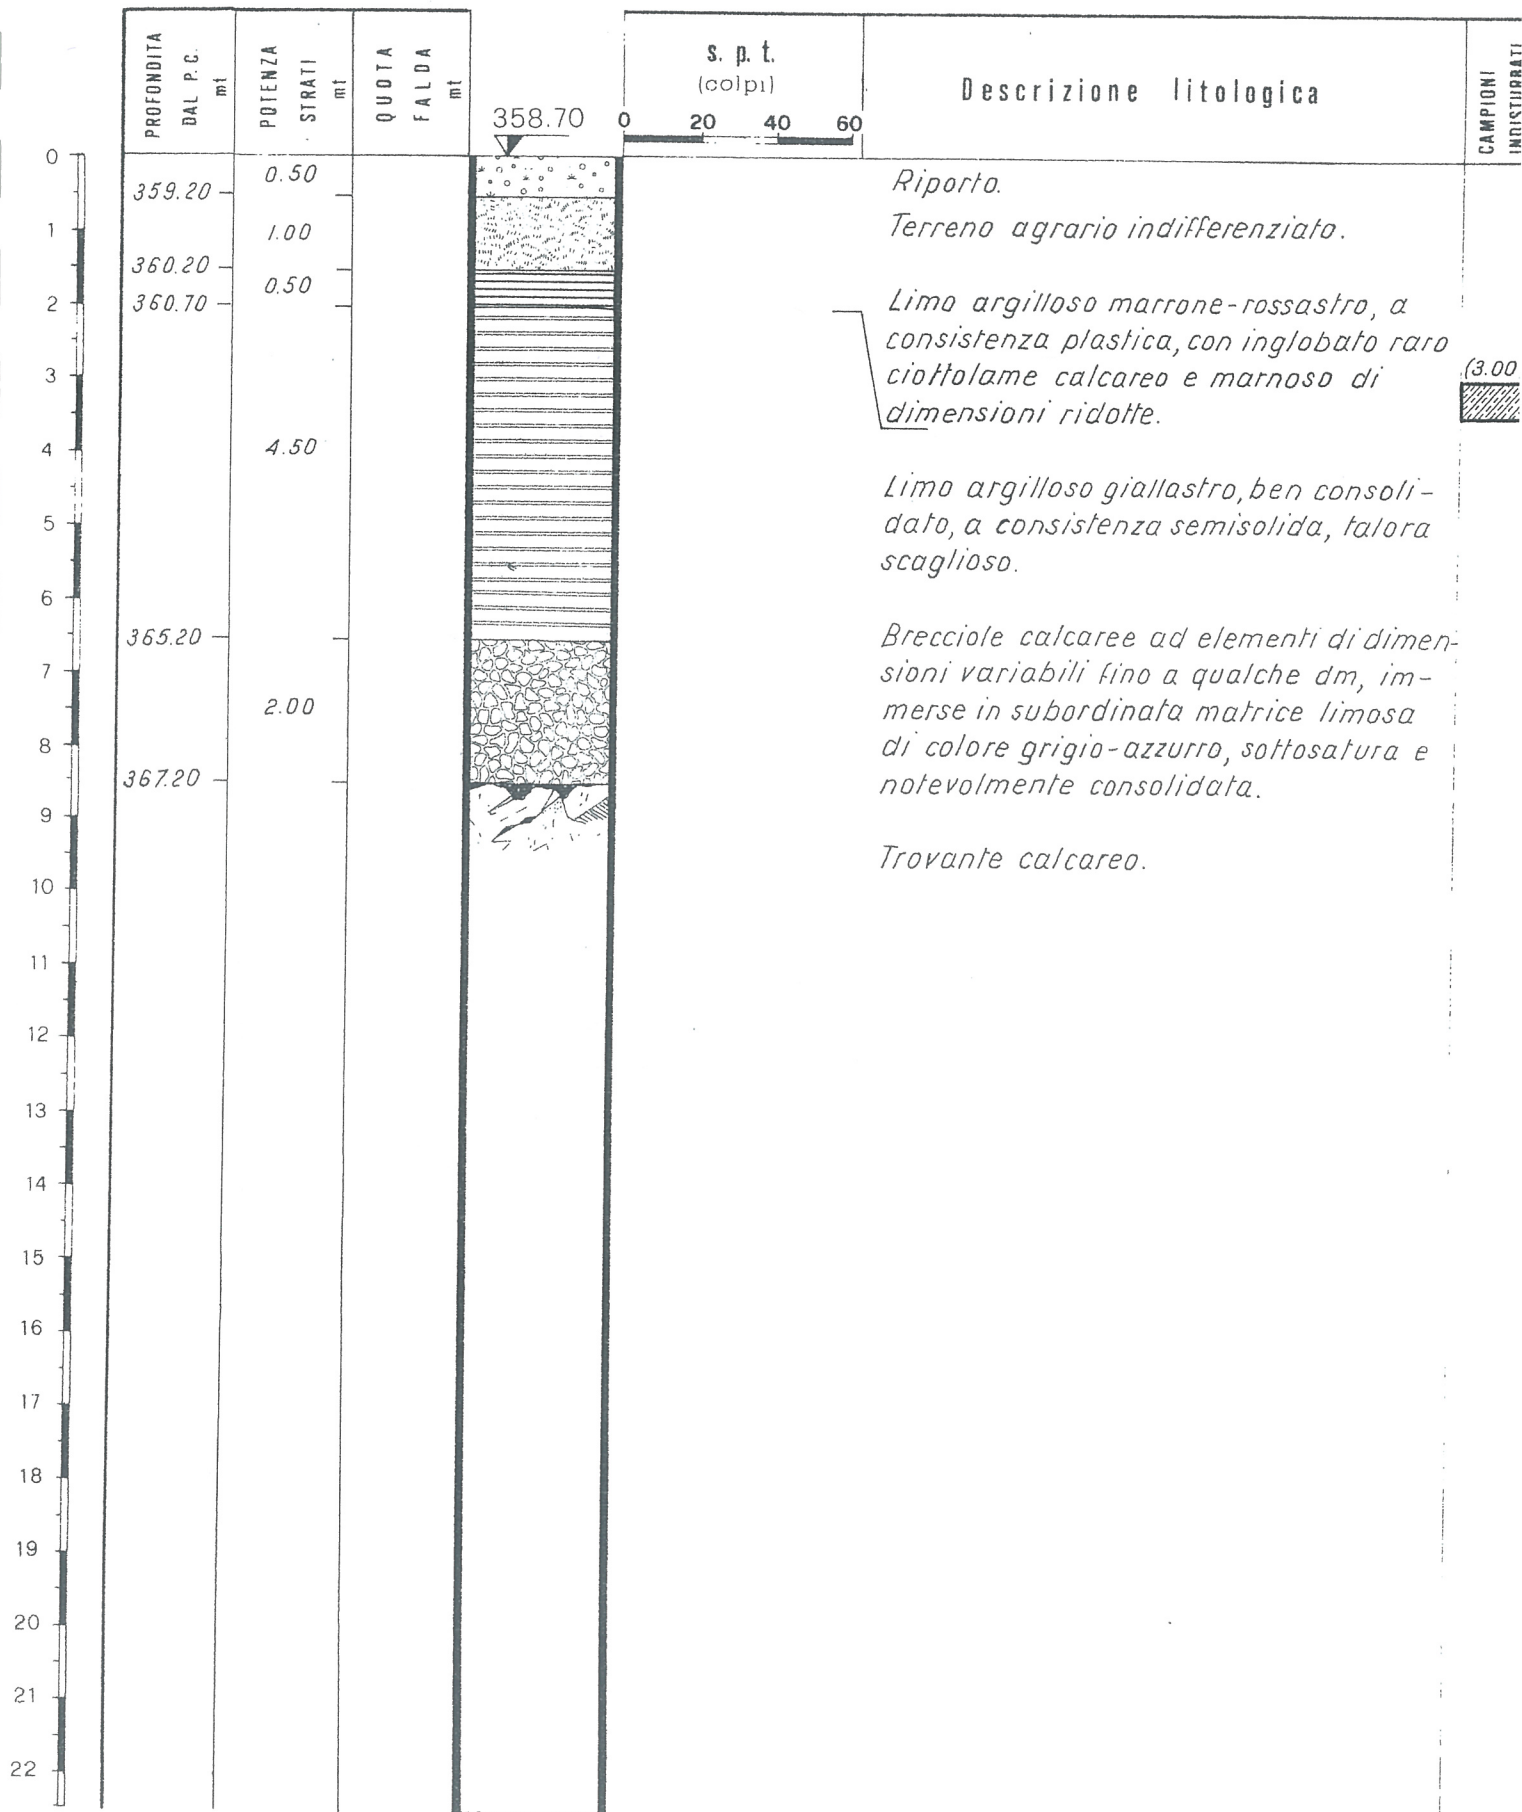 PROFONDITA
DAL P.C.
mt
POTENZA
STRATI
mt
QUOTA
FALDA
mt
358.70
s. p. t.
(colpi)
0 20 40 60
Descrizione litologica
CAMPIONI
INDISTURBATI
0
1
2
3
4
5
6
7
8
9
10
11
12
13
14
15
16
17
18
19
20
21
22
359.20
360.20
360.70
365.20
367.20
0.50
1.00
0.50
4.50
2.00
Riporto.
Terreno agrario indifferenziato.
Limo argilloso marrone-rossastro, a
consistenza plastica, con inglobato raro
ciottolame calcareo e marnoso di
dimensioni ridotte.
Limo argilloso giallastro, ben consoli-
dato, a consistenza semisolida, talora
scaglioso.
Brecciole calcaree ad elementi di dimen-
sioni variabili fino a qualche dm, im-
merse in subordinata matrice limosa
di colore grigio-azzurro, sottosatura e
notevolmente consolidata.
Trovante calcareo.
(3.00